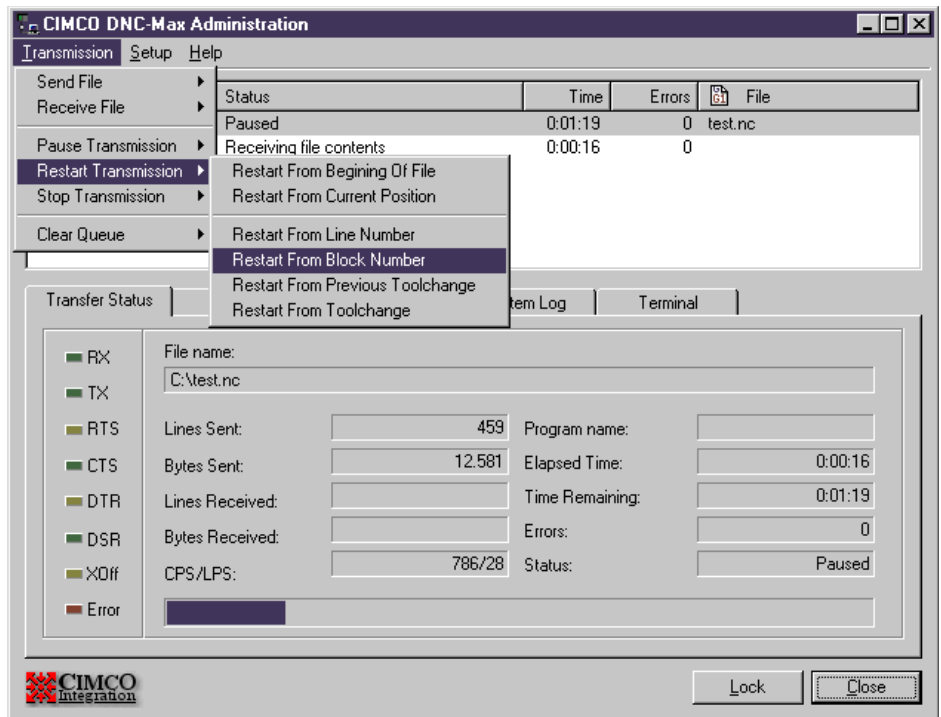 CIMCO DNC-Max Administration
Transmission Setup Help
Send File
Receive File
Pause Transmission
Restart Transmission
Stop Transmission
Clear Queue
Status Time Errors File
Paused 0:01:19 0 test.nc
Receiving file contents 0:00:16 0
Restart From Begining Of File
Restart From Current Position
Restart From Line Number
Restart From Block Number
Restart From Previous Toolchange
Restart From Toolchange
Transfer Status tem Log Terminal
RX
TX
RTS
CTS
DTR
DSR
XOff
Error
File name:
C:\test.nc
Lines Sent: 459 Program name:
Bytes Sent: 12.581 Elapsed Time: 0:00:16
Lines Received: Time Remaining: 0:01:19
Bytes Received: Errors: 0
CPS/LPS: 786/28 Status: Paused
CIMCO
Integration
Lock Close